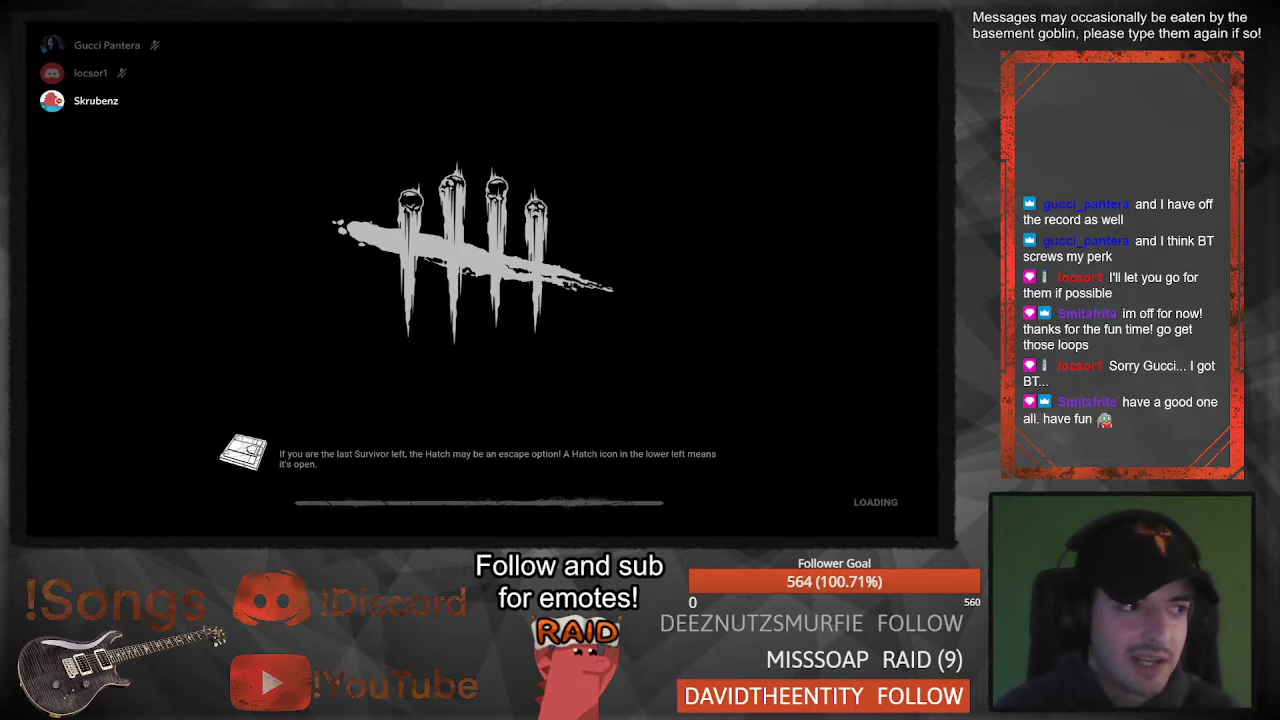 Messages may occasionally be eaten by the
basement goblin, please type them again if so!
Gucci Pantera
locsor1
Skrubenz
gucci_pantera and I have off
the record as well
gucci_pantera and I think BT
screws my perk
locsor1 I'll let you go for
them if possible
Smitafrita im off for now!
thanks for the fun time! go get
those loops
locsor1 Sorry Gucci... I got
BT...
Smitafrita have a good one
all. have fun
If you are the last Survivor left, the Hatch may be an escape option! A Hatch icon in the lower left means
it's open.
LOADING
!Songs
!Discord
!YouTube
Follow and sub
for emotes!
RAID
Follower Goal
564 (100.71%)
0
560
DEEZNUTZSMURFIE FOLLOW
MISSSOAP RAID (9)
DAVIDTHEENTITY FOLLOW